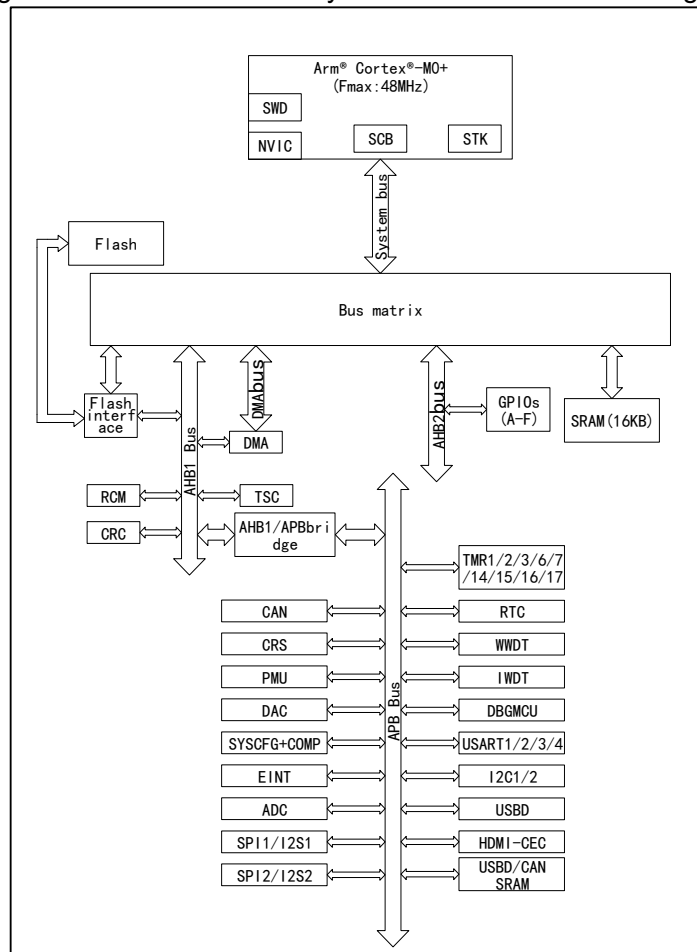 Arm® Cortex®-M0+
(Fmax:48MHz)
SWD
NVIC
SCB
STK
System bus
Flash
Bus matrix
Flash
interf
ace
AHB1 Bus
DMAbus
DMA
AHB2bus
GPIOs
(A-F)
SRAM(16KB)
RCM
TSC
CRC
AHB1/APBbri
dge
TMR1/2/3/6/7
/14/15/16/17
CAN
RTC
CRS
WWDT
PMU
IWDT
DAC
APB Bus
DBGMCU
SYSCFG+COMP
USART1/2/3/4
EINT
I2C1/2
ADC
USBD
SPI1/I2S1
HDMI-CEC
SPI2/I2S2
USBD/CAN
SRAM